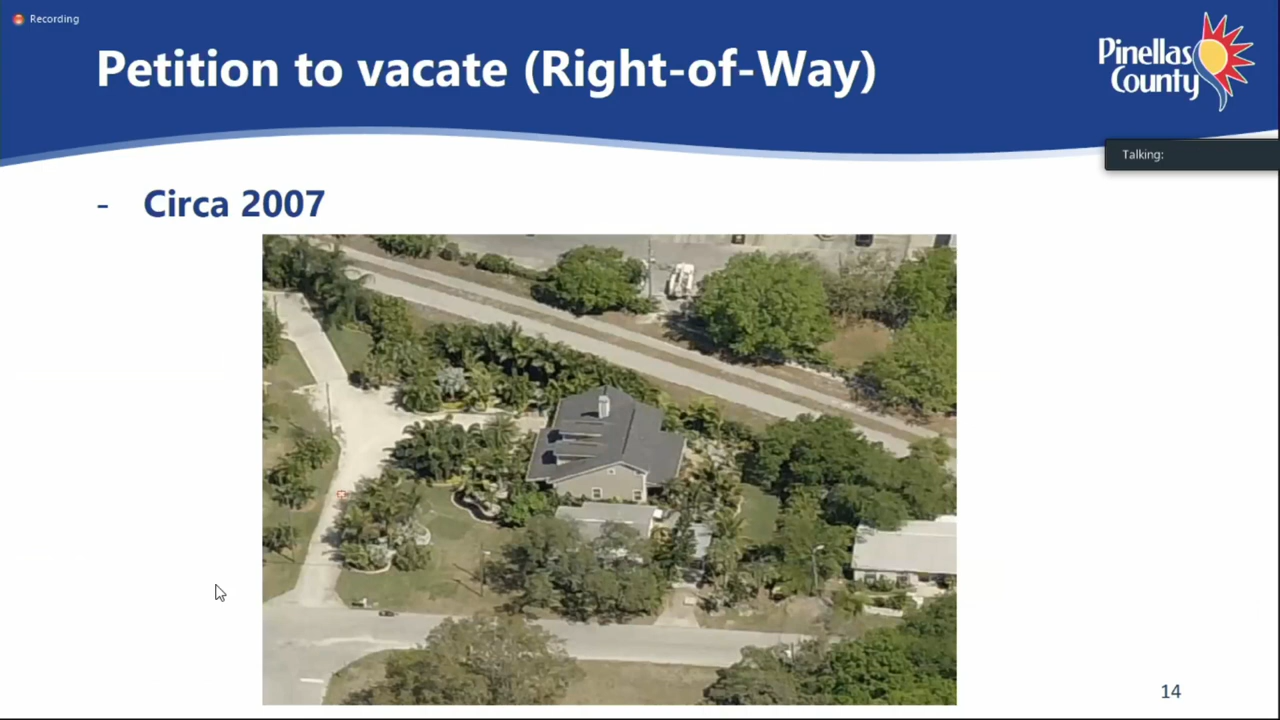 Recording
Petition to vacate (Right-of-Way)
Pinellas
County
Talking:
- Circa 2007
14